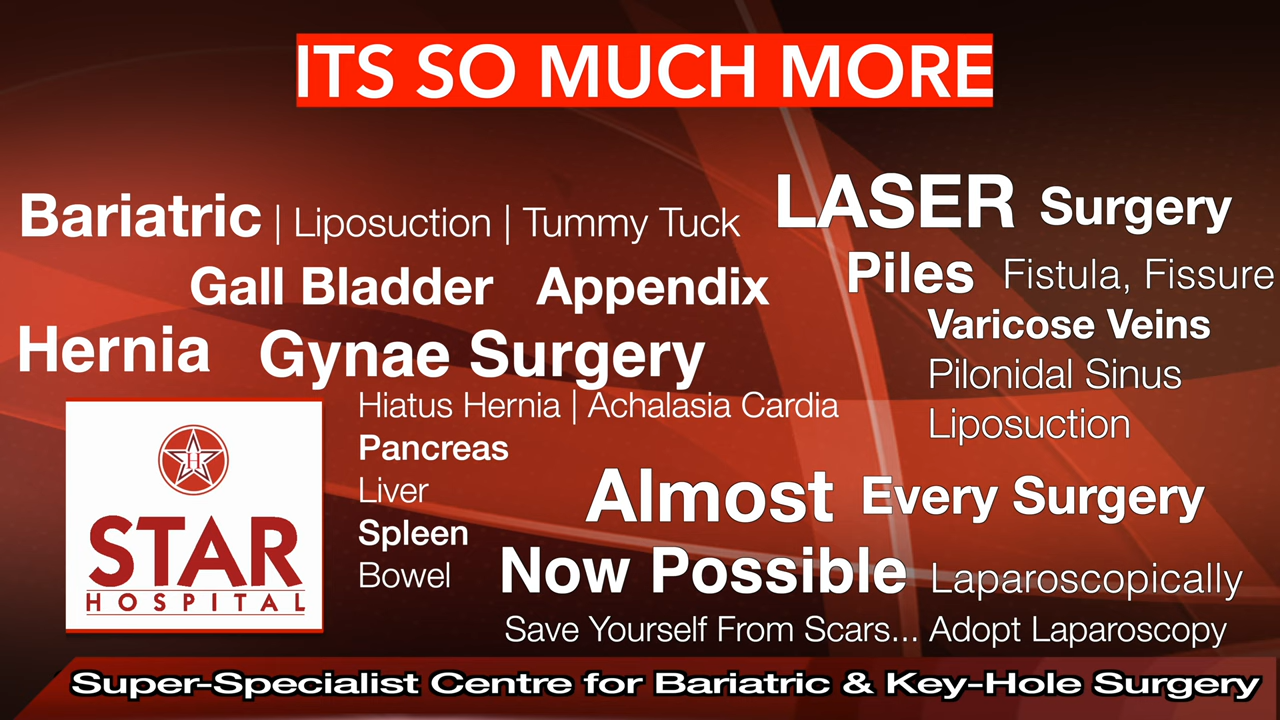 ITS SO MUCH MORE
Bariatric | Liposuction | Tummy Tuck
Gall Bladder Appendix
Hernia Gynae Surgery
Hiatus Hernia | Achalasia Cardia
Pancreas
Liver
Spleen
Bowel
LASER Surgery
Piles Fistula, Fissure
Varicose Veins
Pilonidal Sinus
Liposuction
Almost Every Surgery
Now Possible Laparoscopically
Save Yourself From Scars... Adopt Laparoscopy
H
STAR
HOSPITAL
Super-Specialist Centre for Bariatric & Key-Hole Surgery